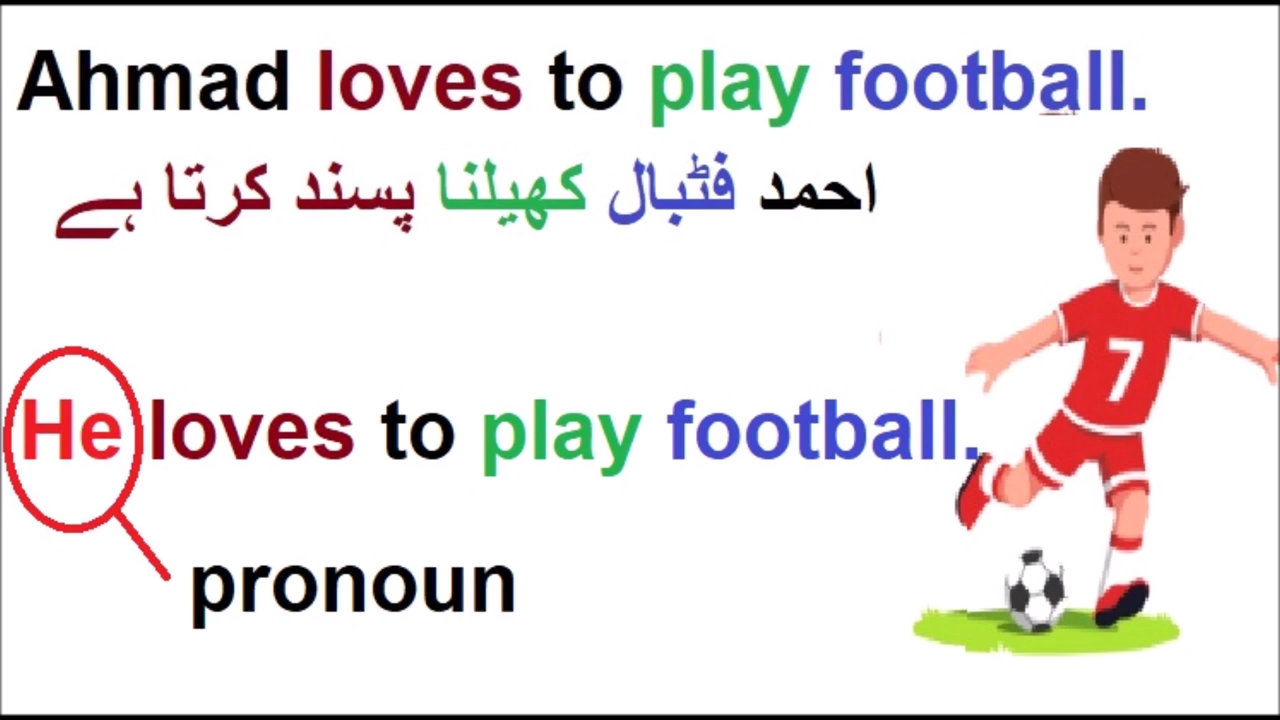 Ahmad loves to play football.
احمد فٹبال کھیلنا پسند کرتا ہے
He loves to play football.
pronoun
7